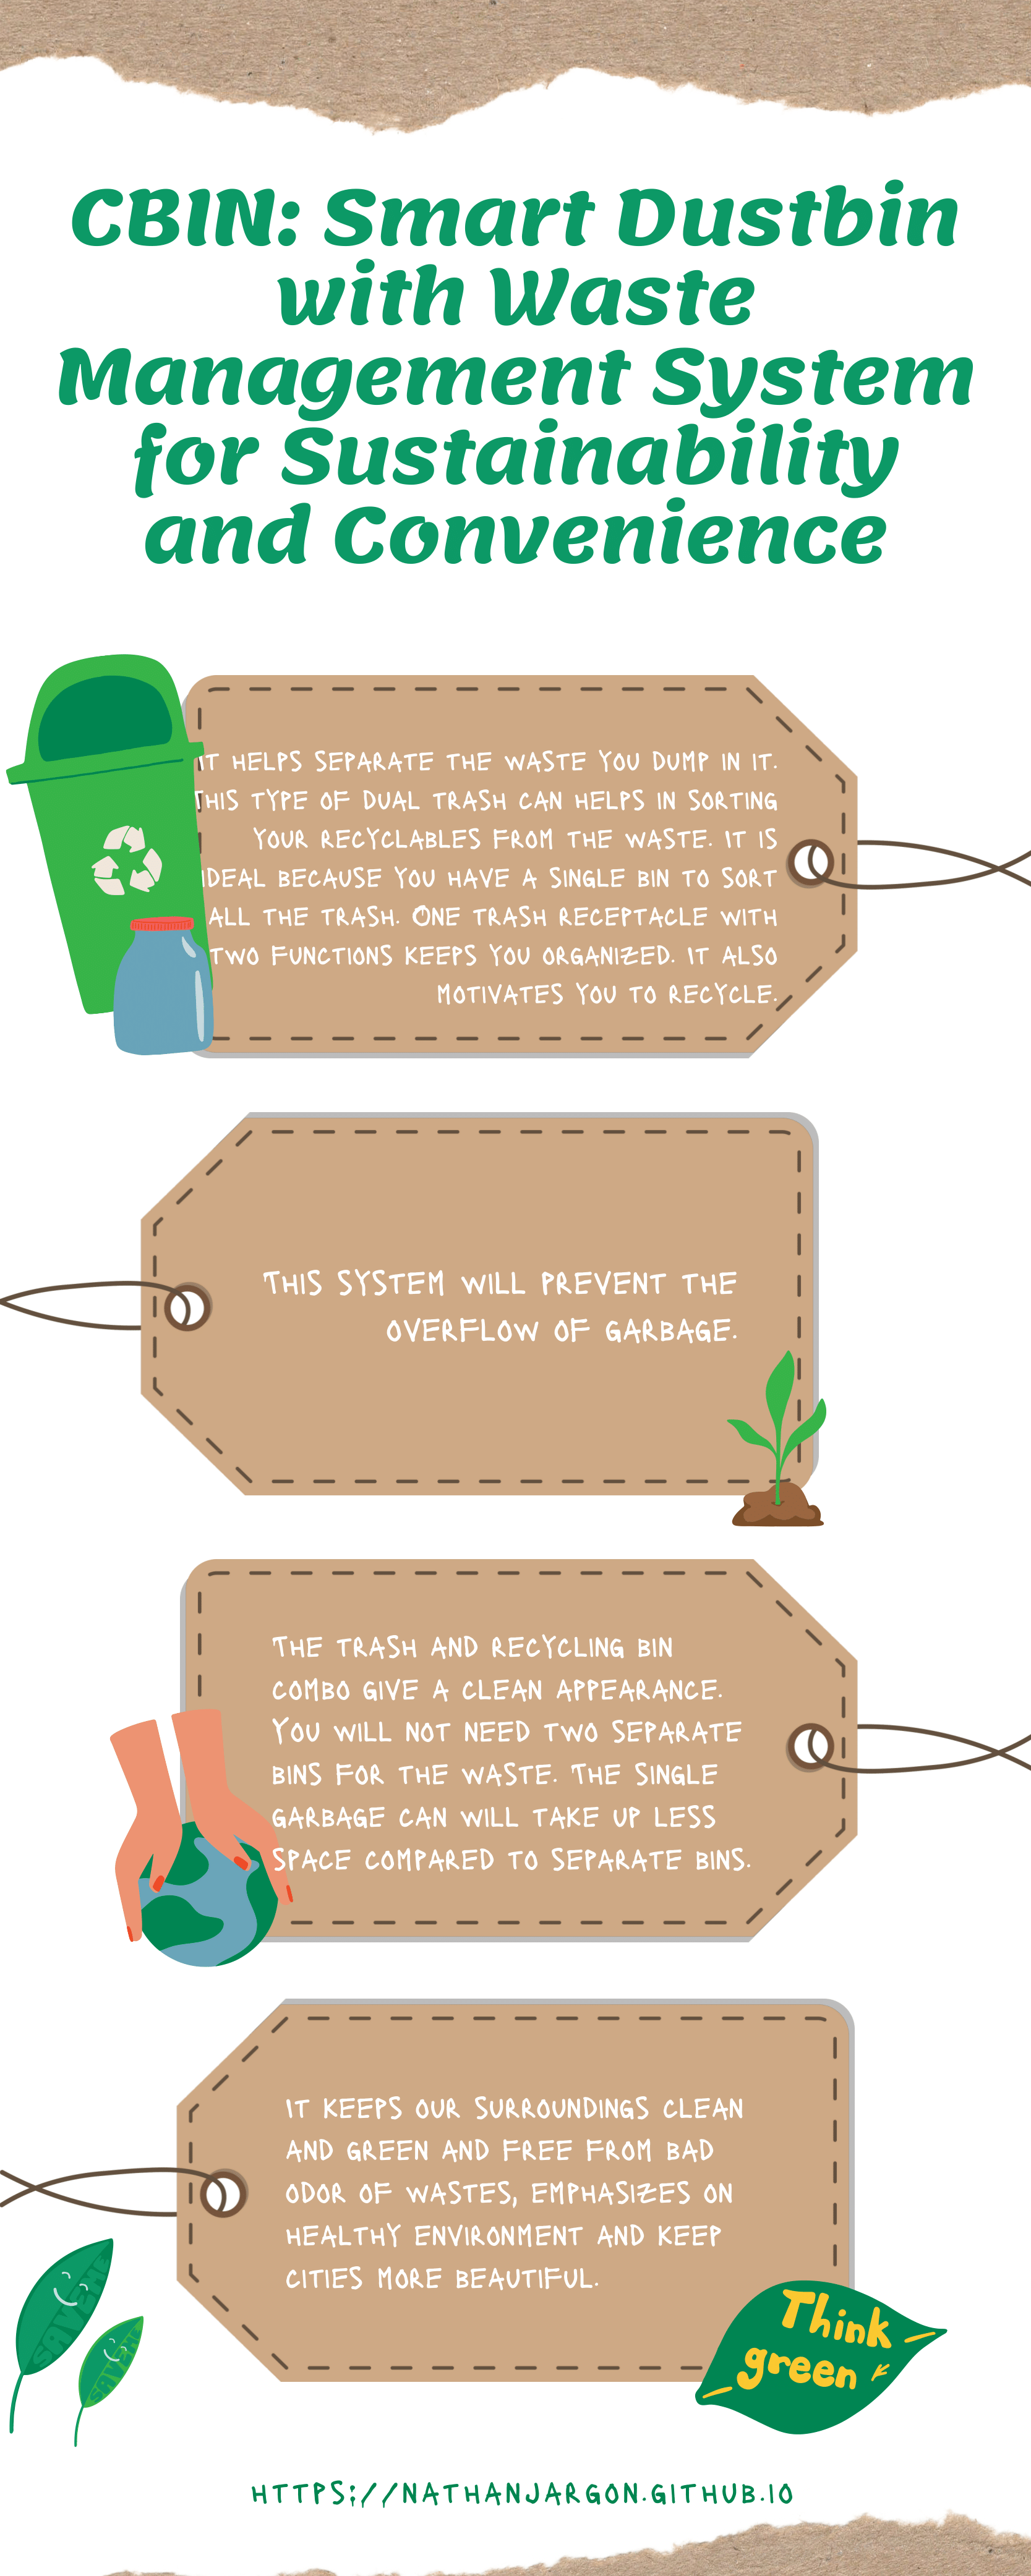 CBIN: Smart Dustbin
with Waste
Management System
for Sustainability
and Convenience
IT HELPS SEPARATE THE WASTE YOU DUMP IN IT.
THIS TYPE OF DUAL TRASH CAN HELPS IN SORTING
YOUR RECYCLABLES FROM THE WASTE. IT IS
IDEAL BECAUSE YOU HAVE A SINGLE BIN TO SORT
ALL THE TRASH. ONE TRASH RECEPTACLE WITH
TWO FUNCTIONS KEEPS YOU ORGANIZED. IT ALSO
MOTIVATES YOU TO RECYCLE.
THIS SYSTEM WILL PREVENT THE
OVERFLOW OF GARBAGE.
THE TRASH AND RECYCLING BIN
COMBO GIVE A CLEAN APPEARANCE.
YOU WILL NOT NEED TWO SEPARATE
BINS FOR THE WASTE. THE SINGLE
GARBAGE CAN WILL TAKE UP LESS
SPACE COMPARED TO SEPARATE BINS.
IT KEEPS OUR SURROUNDINGS CLEAN
AND GREEN AND FREE FROM BAD
ODOR OF WASTES, EMPHASIZES ON
HEALTHY ENVIRONMENT AND KEEP
CITIES MORE BEAUTIFUL.
SAVE ME
SAVE ME
Think
green
HTTPS://NATHANJARGON.GITHUB.IO